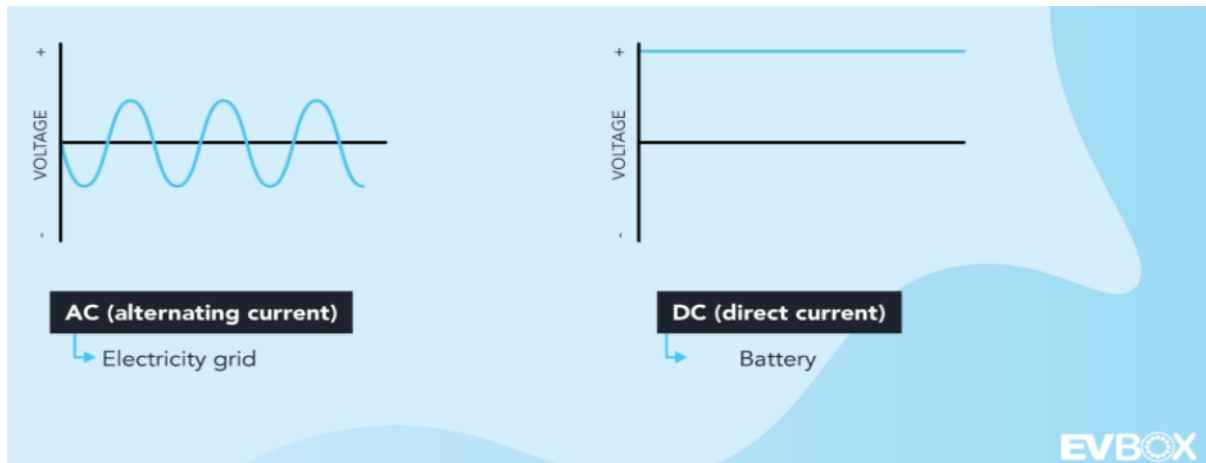 +
VOLTAGE
-
AC (alternating current)
Electricity grid
+
VOLTAGE
-
DC (direct current)
Battery
EVBOX